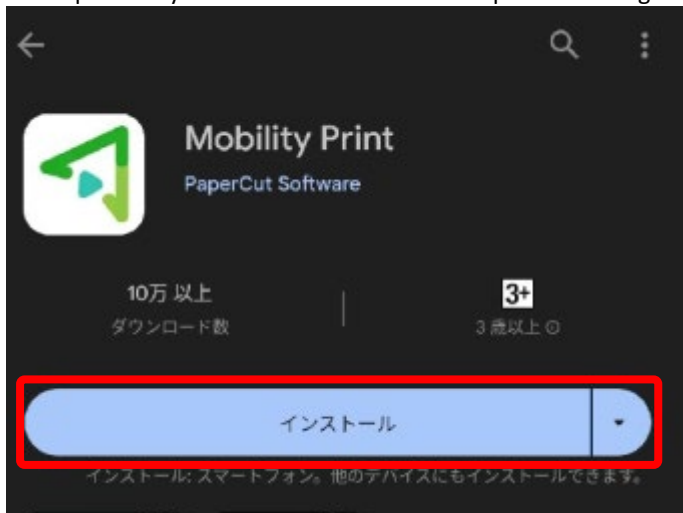 Mobility Print
PaperCut Software
10万 以上
3+
ダウンロード数
3 歳以上
インストール
インストール: スマートフォン。他のデバイスにもインストールできます。